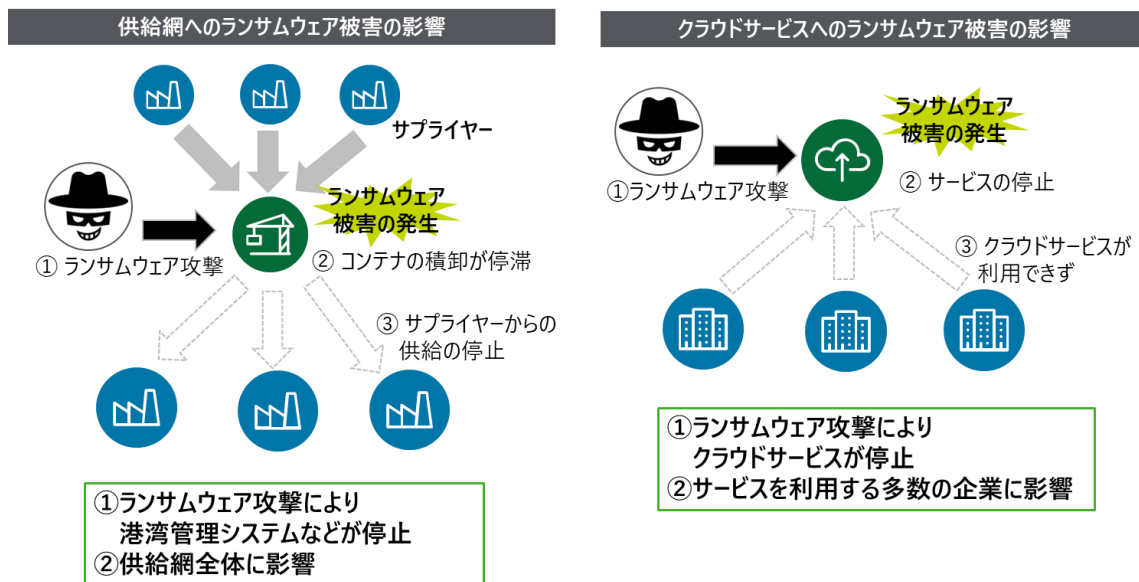 供給網へのランサムウェア被害の影響
サプライヤー
ランサムウェア
被害の発生
① ランサムウェア攻撃
② コンテナの積卸が停滞
③ サプライヤーからの
供給の停止
①ランサムウェア攻撃により
港湾管理システムなどが停止
②供給網全体に影響
クラウドサービスへのランサムウェア被害の影響
ランサムウェア
被害の発生
①ランサムウェア攻撃
② サービスの停止
③ クラウドサービスが
利用できず
①ランサムウェア攻撃により
クラウドサービスが停止
②サービスを利用する多数の企業に影響